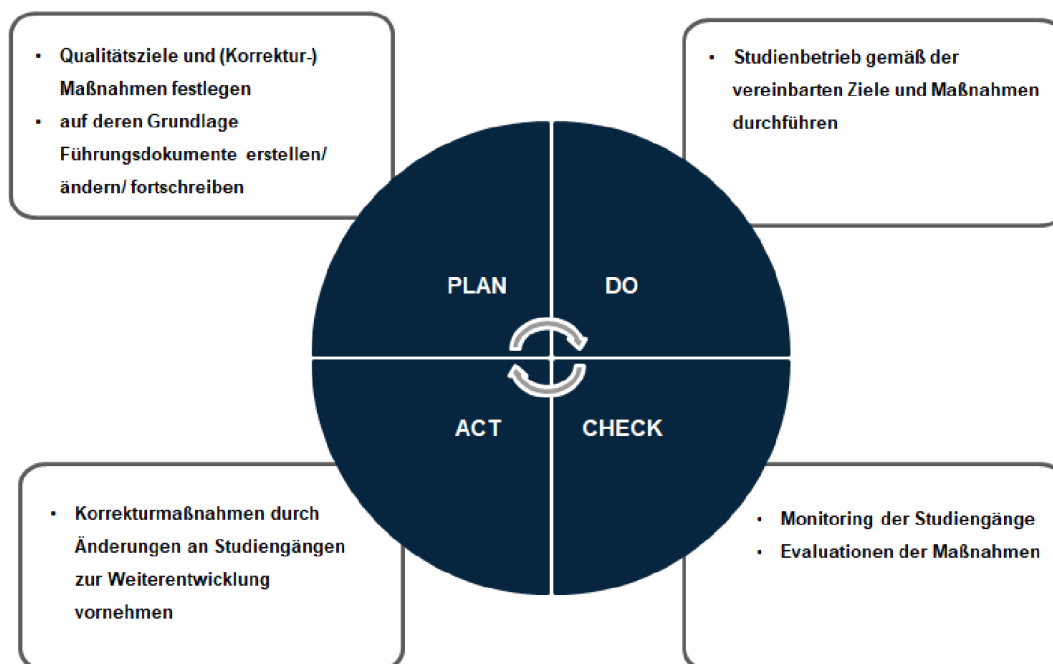 • Qualitätsziele und (Korrektur-)
Maßnahmen festlegen
• auf deren Grundlage
Führungsdokumente erstellen/
ändern/ fortschreiben
• Studienbetrieb gemäß der
vereinbarten Ziele und Maßnahmen
durchführen
PLAN
DO
ACT
CHECK
• Korrekturmaßnahmen durch
Änderungen an Studiengängen
zur Weiterentwicklung
vornehmen
• Monitoring der Studiengänge
• Evaluationen der Maßnahmen